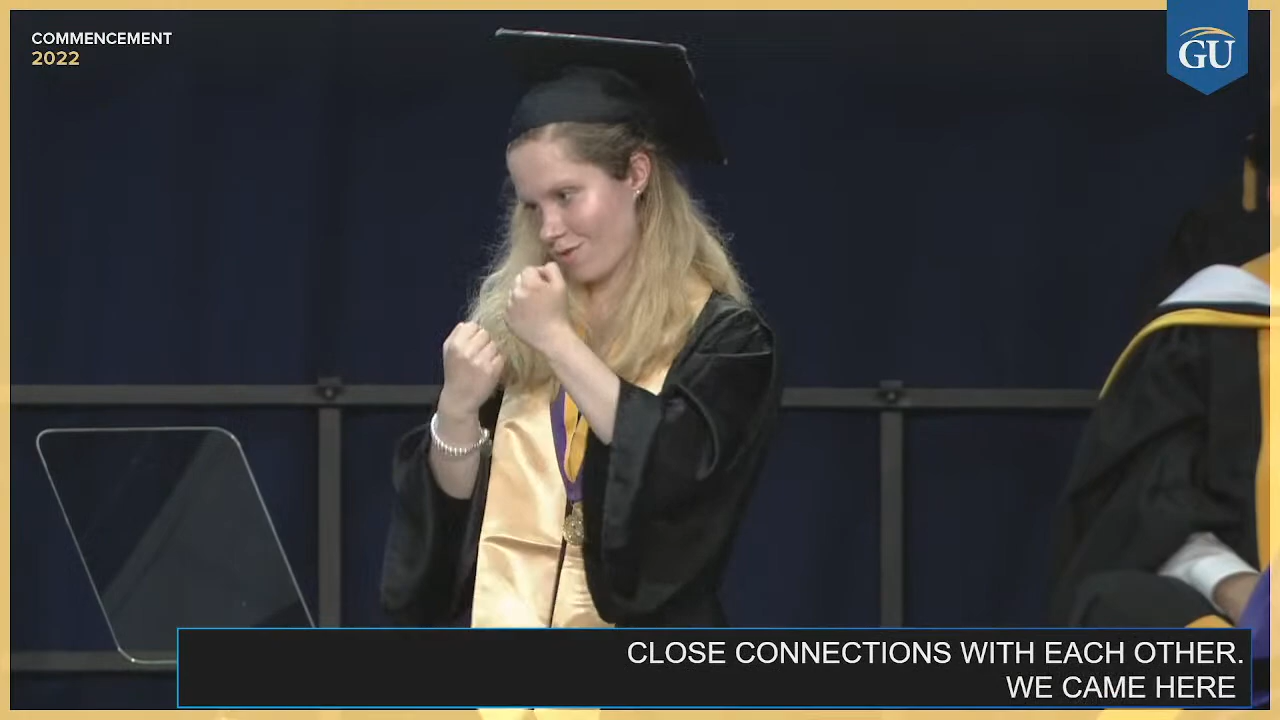 COMMENCEMENT
2022
GU
CLOSE CONNECTIONS WITH EACH OTHER.
WE CAME HERE